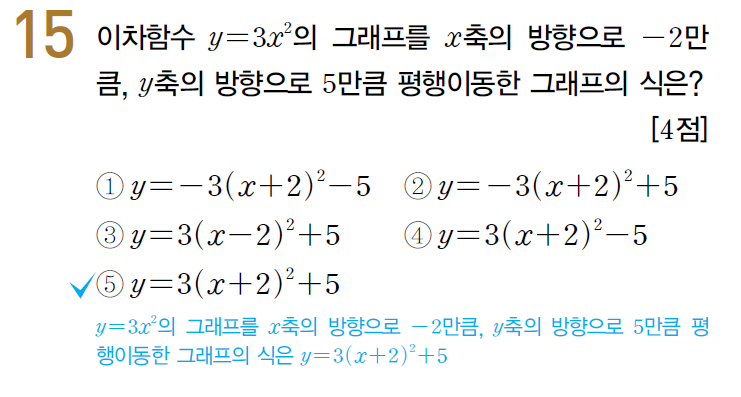 15 이차함수 y=3x²의 그래프를 x축의 방향으로 -2만
큼, y축의 방향으로 5만큼 평행이동한 그래프의 식은?
[4점]
① y=-3(x+2)²-5 ② y=-3(x+2)²+5
③ y=3(x-2)²+5 ④ y=3(x+2)²-5
✓⑤ y=3(x+2)²+5
y=3x²의 그래프를 x축의 방향으로 -2만큼, y축의 방향으로 5만큼 평
행이동한 그래프의 식은 y=3(x+2)²+5